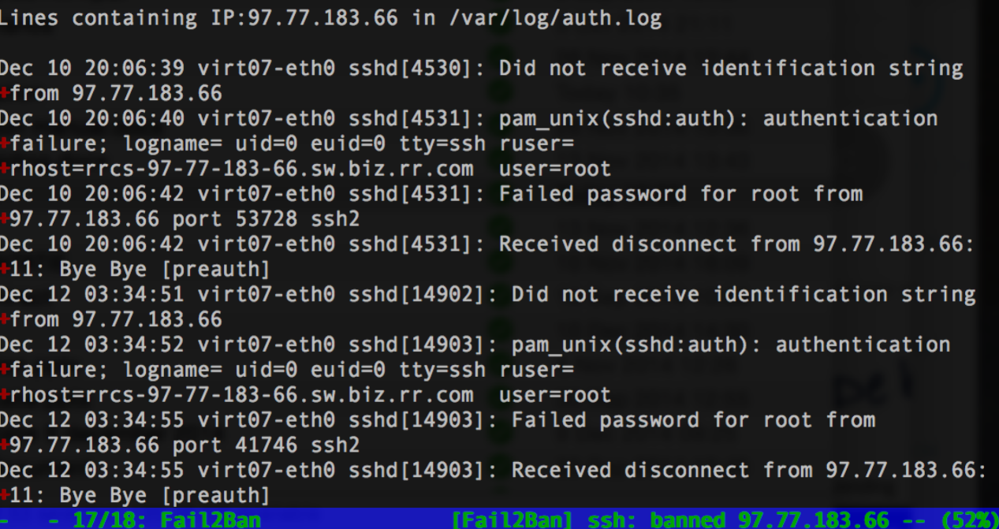 Lines containing IP:97.77.183.66 in /var/log/auth.log
Dec 10 20:06:39 virt07-eth0 sshd[4530]: Did not receive identification string
+from 97.77.183.66
Dec 10 20:06:40 virt07-eth0 sshd[4531]: pam_unix(sshd:auth): authentication
+failure; logname= uid=0 euid=0 tty=ssh ruser=
+rhost=rrcs-97-77-183-66.sw.biz.rr.com  user=root
Dec 10 20:06:42 virt07-eth0 sshd[4531]: Failed password for root from
+97.77.183.66 port 53728 ssh2
Dec 10 20:06:42 virt07-eth0 sshd[4531]: Received disconnect from 97.77.183.66:
+11: Bye Bye [preauth]
Dec 12 03:34:51 virt07-eth0 sshd[14902]: Did not receive identification string
+from 97.77.183.66
Dec 12 03:34:52 virt07-eth0 sshd[14903]: pam_unix(sshd:auth): authentication
+failure; logname= uid=0 euid=0 tty=ssh ruser=
+rhost=rrcs-97-77-183-66.sw.biz.rr.com  user=root
Dec 12 03:34:55 virt07-eth0 sshd[14903]: Failed password for root from
+97.77.183.66 port 41746 ssh2
Dec 12 03:34:55 virt07-eth0 sshd[14903]: Received disconnect from 97.77.183.66:
+11: Bye Bye [preauth]
-   - 17/18: Fail2Ban                [Fail2Ban] ssh: banned 97.77.183.66 -- (52%)